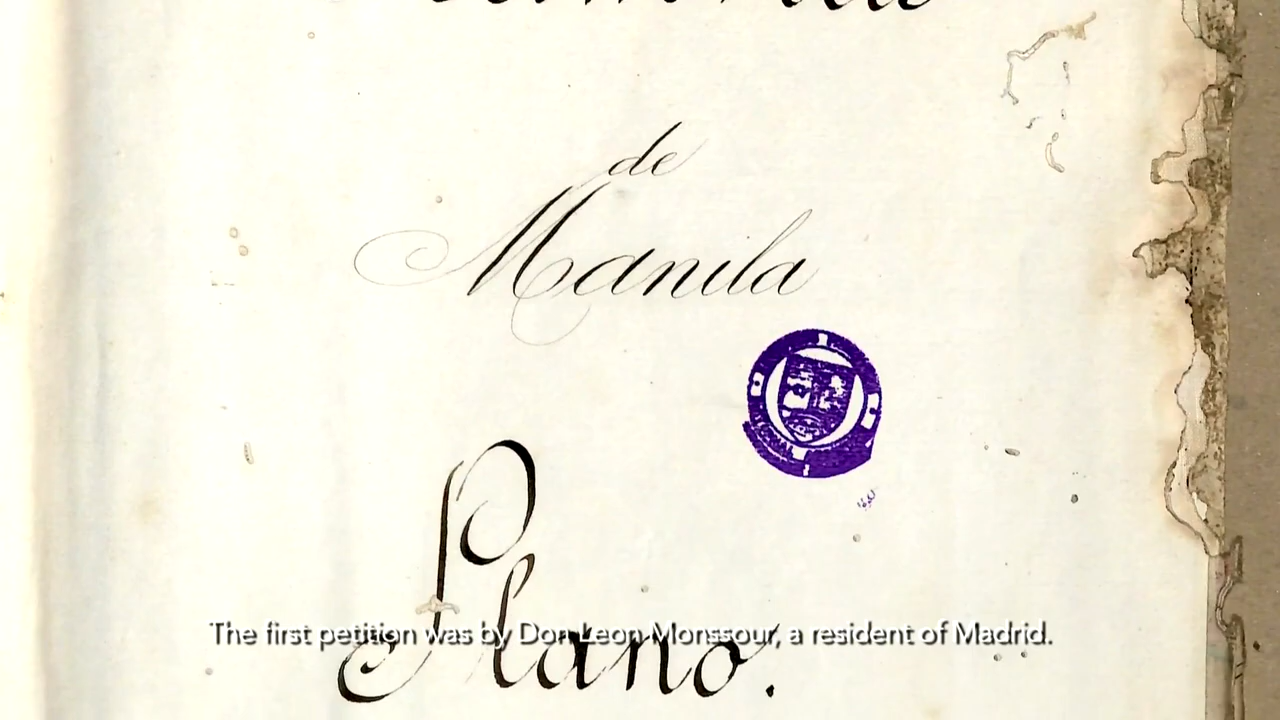 de
Manila
Plano.
The first petition was by Don Leon Monssour, a resident of Madrid.